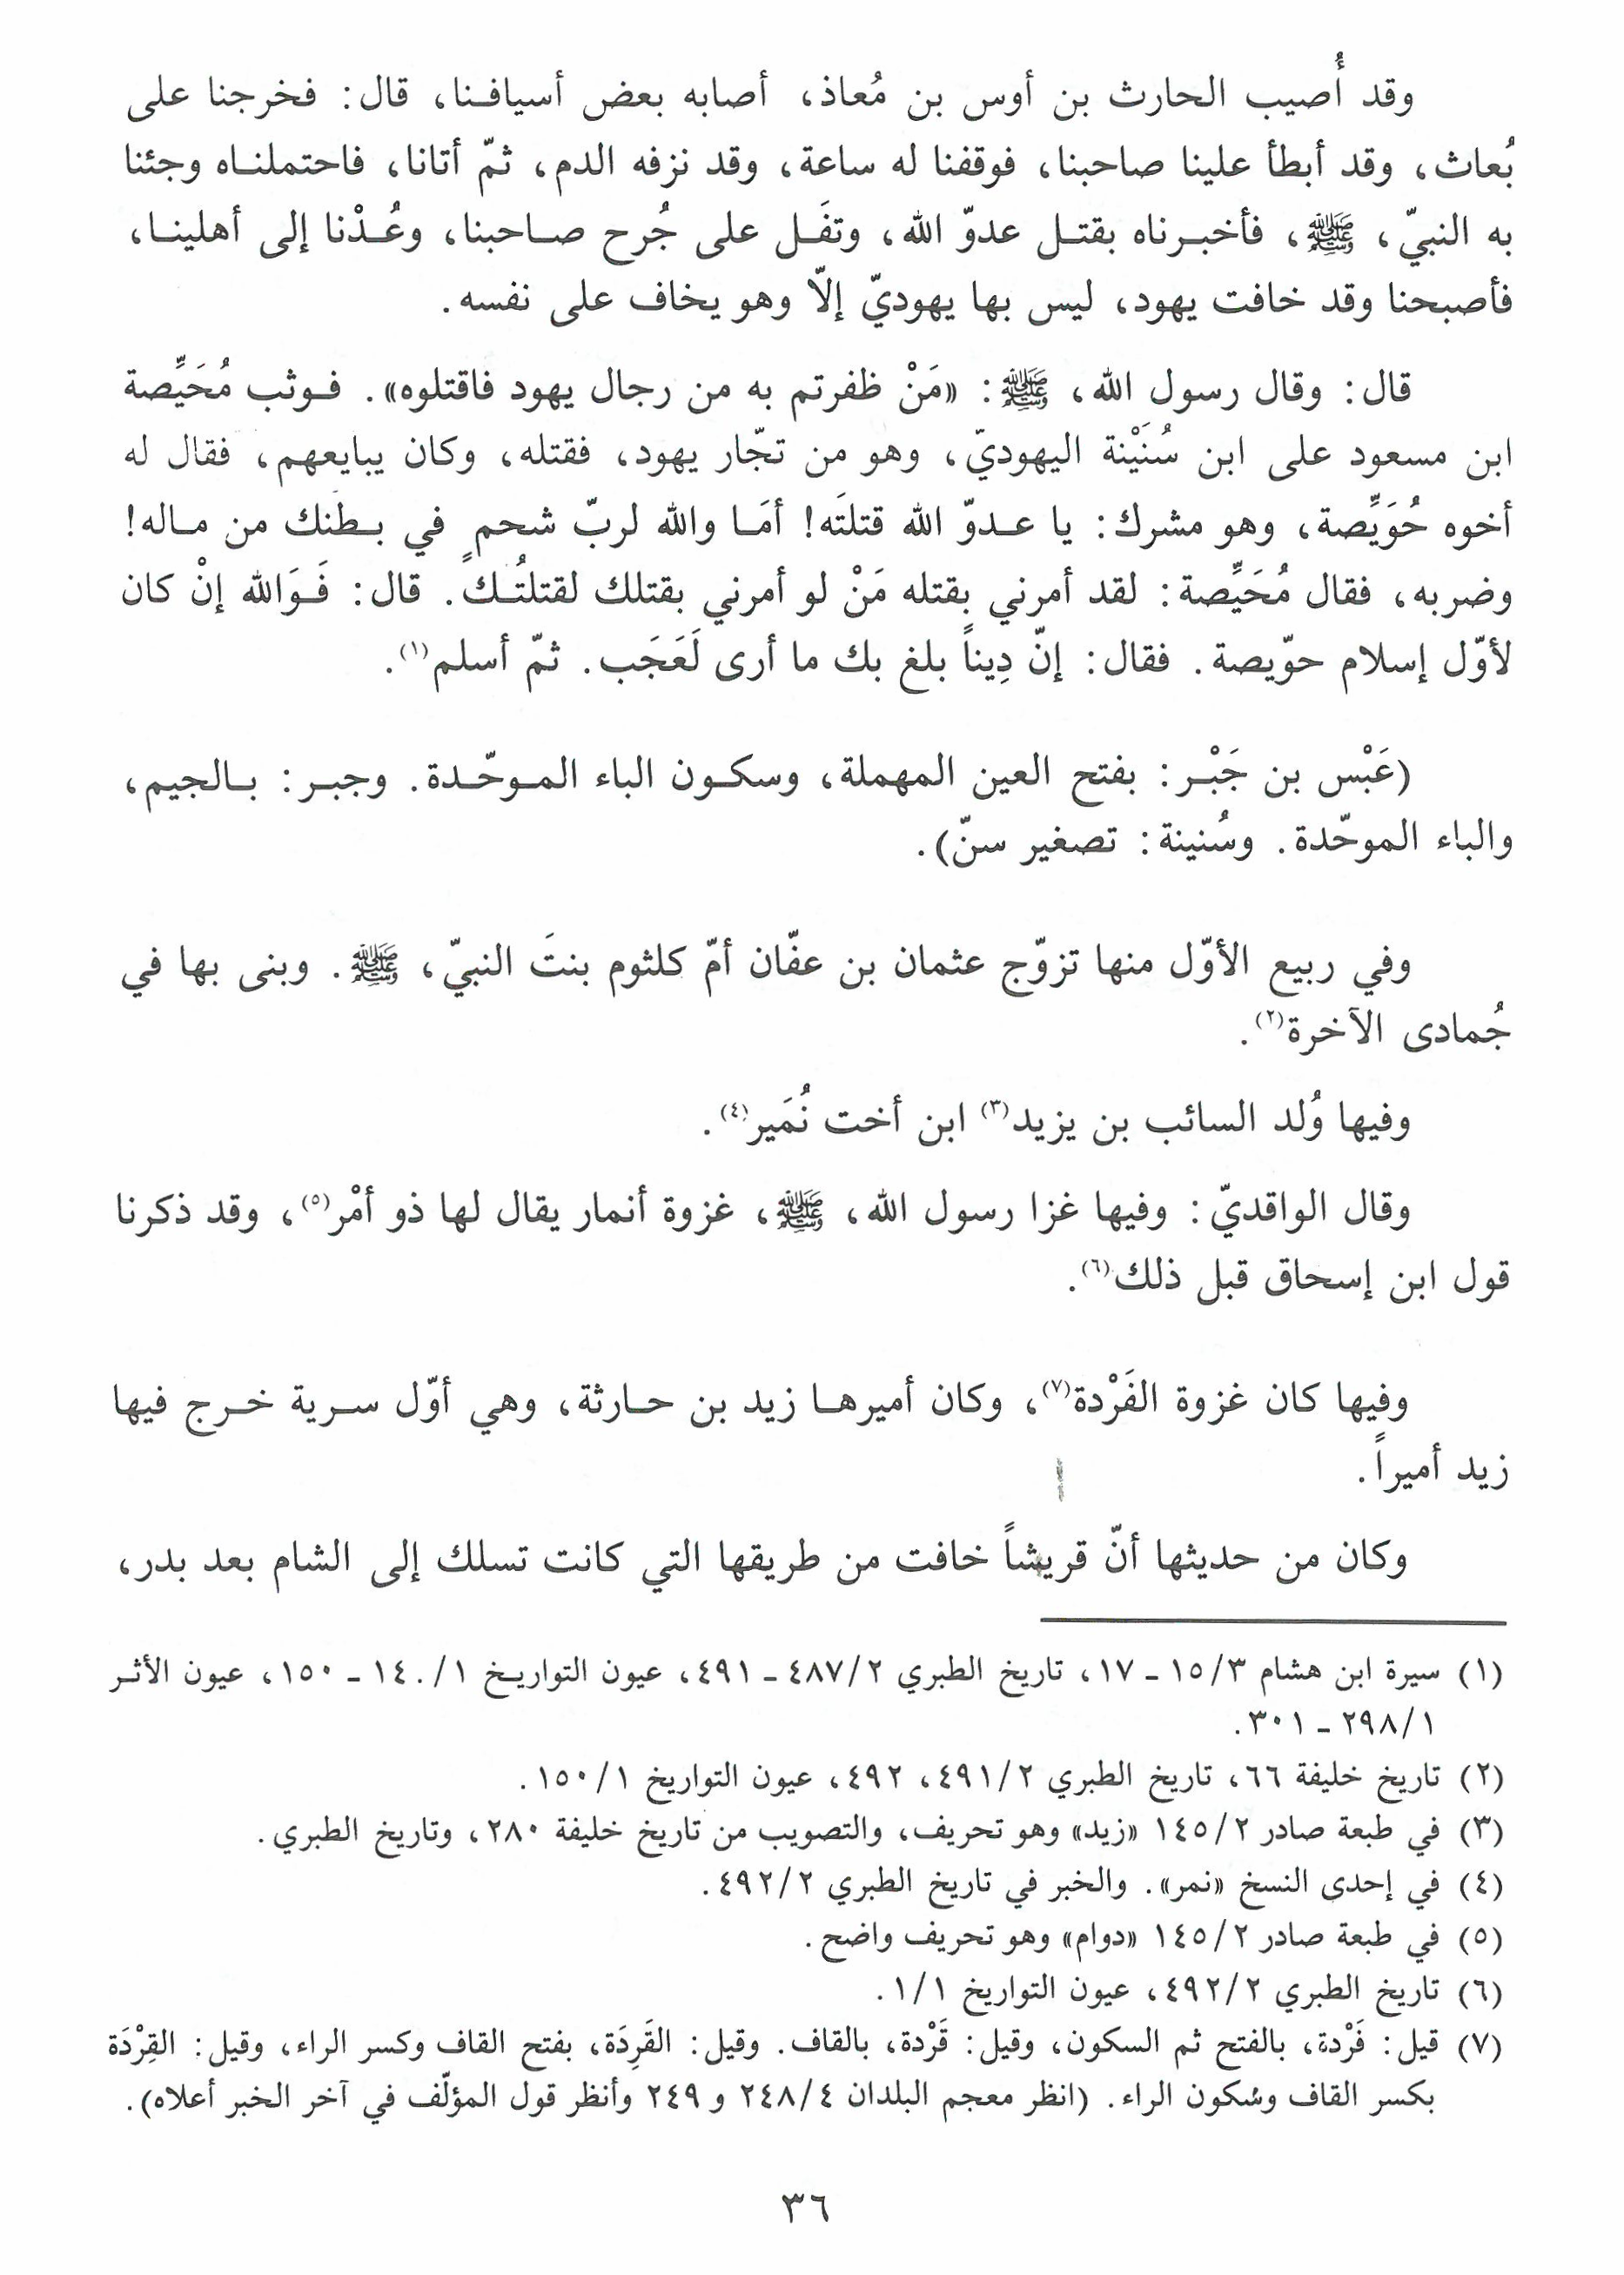 وقد أُصيب الحارث بن أوس بن مُعاذ، أصابه بعض أسيافنا، قال: فخرجنا على
بُعاث، وقد أبطأ علينا صاحبنا، فوقفنا له ساعة، وقد نزفه الدم، ثمّ أتانا، فاحتملناه وجئنا
به النبيّ، ﷺ، فأخبرناه بقتل عدوّ الله، وتفَل على جُرح صاحبنا، وعُدْنا إلى أهلينا،
فأصبحنا وقد خافت يهود، ليس بها يهوديّ إلاّ وهو يخاف على نفسه.
قال: وقال رسول الله، ﷺ: «مَنْ ظفرتم به من رجال يهود فاقتلوه». فوثب مُحَيِّصة
ابن مسعود على ابن سُنَيْنة اليهوديّ، وهو من تجّار يهود، فقتله، وكان يبايعهم، فقال له
أخوه حُوَيِّصة، وهو مشرك: يا عدوّ الله قتلتَه! أمَا والله لربّ شحمٍ في بطنك من ماله!
وضربه، فقال مُحَيِّصة: لقد أمرني بقتله مَنْ لو أمرني بقتلك لقتلتُك. قال: فَوَالله إنْ كان
لأوّل إسلام حوّيصة. فقال: إنّ دِيناً بلغ بك ما أرى لَعَجَب. ثمّ أسلم(١).
(عَبْس بن جَبْر: بفتح العين المهملة، وسكون الباء الموحّدة. وجبر: بالجيم،
والباء الموحّدة. وسُنينة: تصغير سنّ).
وفي ربيع الأوّل منها تزوّج عثمان بن عفّان أمّ كلثوم بنتَ النبيّ، ﷺ. وبنى بها في
جُمادى الآخرة(٢).
وفيها وُلد السائب بن يزيد(٣) ابن أخت نُمَير(٤).
وقال الواقديّ: وفيها غزا رسول الله، ﷺ، غزوة أنمار يقال لها ذو أمْر(٥)، وقد ذكرنا
قول ابن إسحاق قبل ذلك(٦).
وفيها كان غزوة الفَرْدة(٧)، وكان أميرها زيد بن حارثة، وهي أوّل سرية خرج فيها
زيد أميراً.
وكان من حديثها أنّ قريشاً خافت من طريقها التي كانت تسلك إلى الشام بعد بدر،
(١) سيرة ابن هشام ١٥/٣ ـ ١٧، تاريخ الطبري ٤٨٧/٢ ـ ٤٩١، عيون التواريخ ١/ ١٤٠ ـ ١٥٠، عيون الأثر
٢٩٨/١ ـ ٣٠١.
(٢) تاريخ خليفة ٦٦، تاريخ الطبري ٤٩١/٢، ٤٩٢، عيون التواريخ ١٥٠/١.
(٣) في طبعة صادر ١٤٥/٢ «زيد» وهو تحريف، والتصويب من تاريخ خليفة ٢٨٠، وتاريخ الطبري.
(٤) في إحدى النسخ «نمر». والخبر في تاريخ الطبري ٤٩٢/٢.
(٥) في طبعة صادر ١٤٥/٢ «دوام» وهو تحريف واضح.
(٦) تاريخ الطبري ٤٩٢/٢، عيون التواريخ ١/١.
(٧) قيل: فَرْدة، بالفتح ثم السكون، وقيل: قَرْدة، بالقاف. وقيل: القَرِدَة، بفتح القاف وكسر الراء، وقيل: القِرْدَة
بكسر القاف وسُكون الراء. (انظر معجم البلدان ٢٤٨/٤ و ٢٤٩ وأنظر قول المؤلّف في آخر الخبر أعلاه).
٣٦